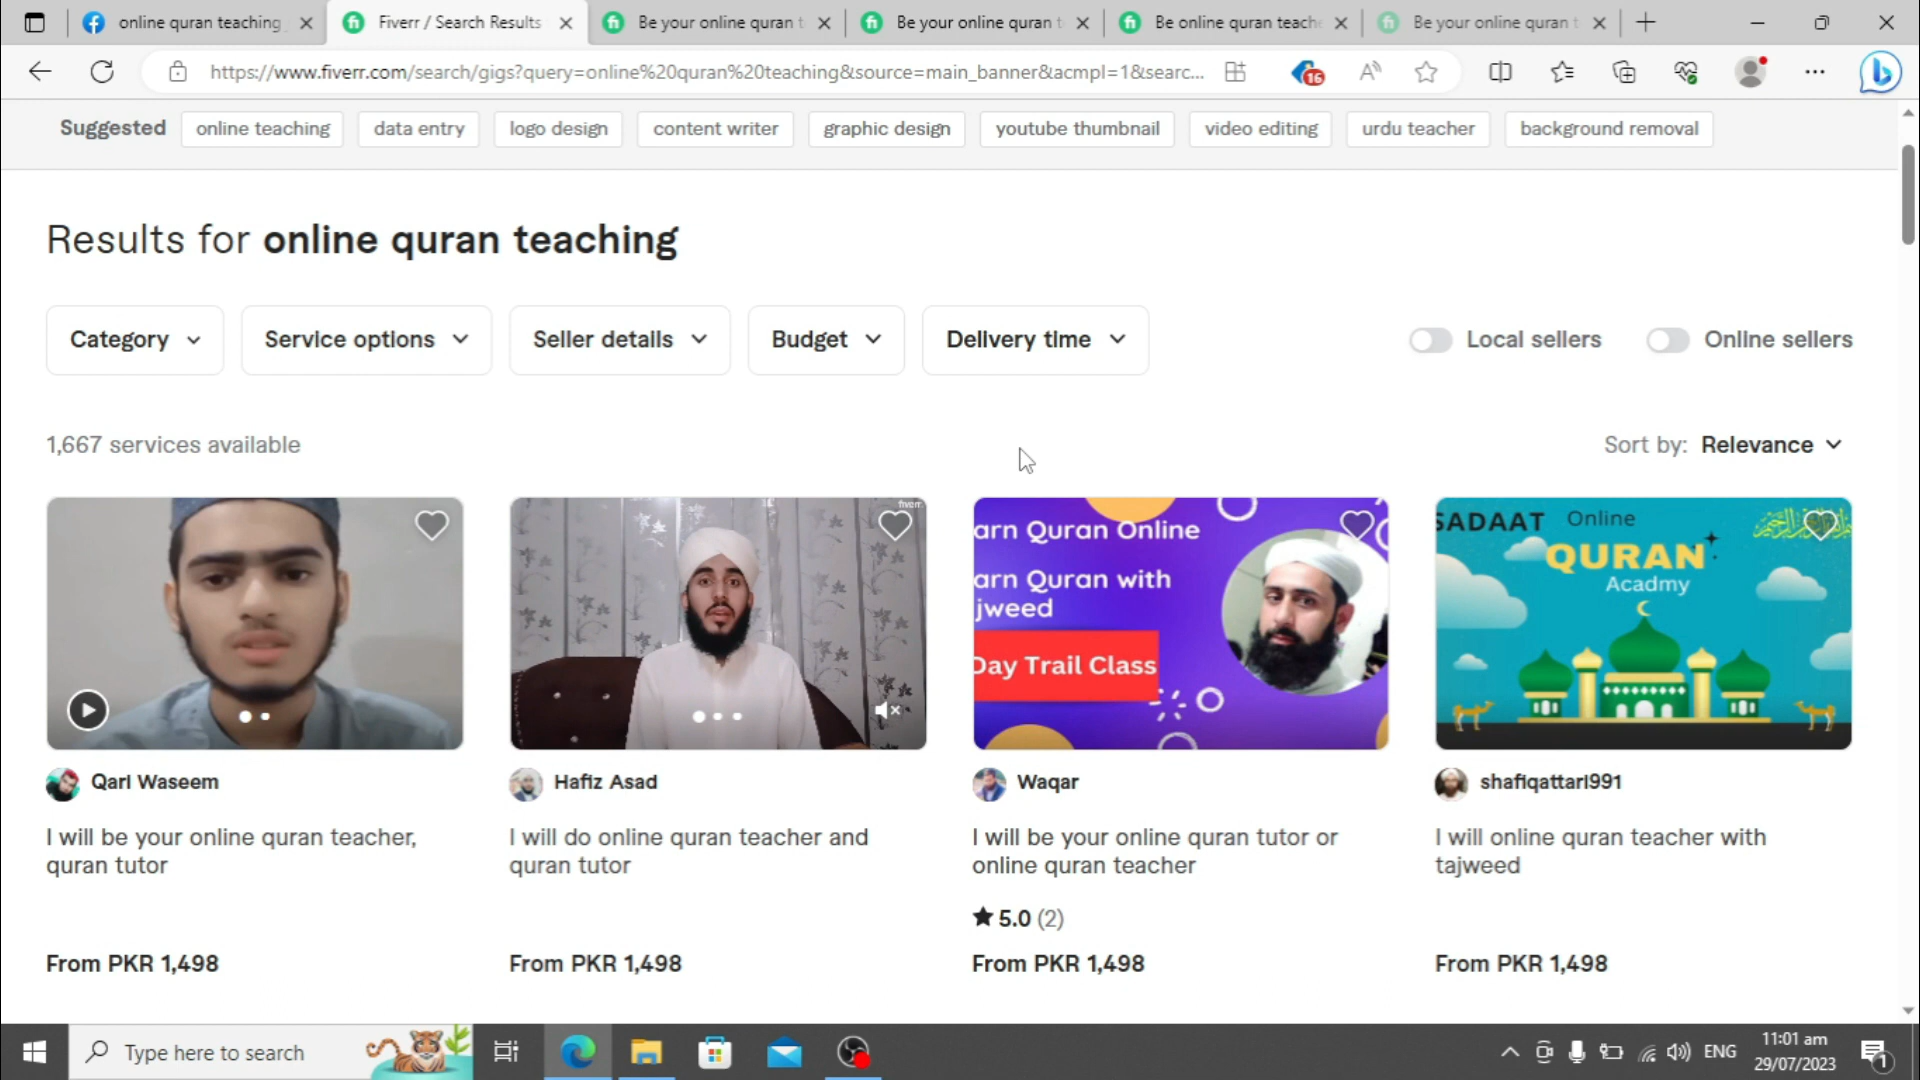 online quran teaching
Fiverr / Search Results
Be your online quran t
Be your online quran t
Be online quran teache
Be your online quran t
https://www.fiverr.com/search/gigs?query=online%20quran%20teaching&source=main_banner&acmpl=1&searc...
16
Suggested
online teaching
data entry
logo design
content writer
graphic design
youtube thumbnail
video editing
urdu teacher
background removal
Results for online quran teaching
Category
Service options
Seller details
Budget
Delivery time
Local sellers
Online sellers
1,667 services available
Sort by: Relevance
fiverr
arn Quran Online
arn Quran with
jweed
Day Trail Class
SADAAT Online
QURAN
Acadmy
Qari Waseem
Hafiz Asad
Waqar
shafiqattari991
I will be your online quran teacher,
quran tutor
I will do online quran teacher and
quran tutor
I will be your online quran tutor or
online quran teacher
I will online quran teacher with
tajweed
5.0 (2)
From PKR 1,498
From PKR 1,498
From PKR 1,498
From PKR 1,498
Type here to search
ENG
11:01 am
29/07/2023
1